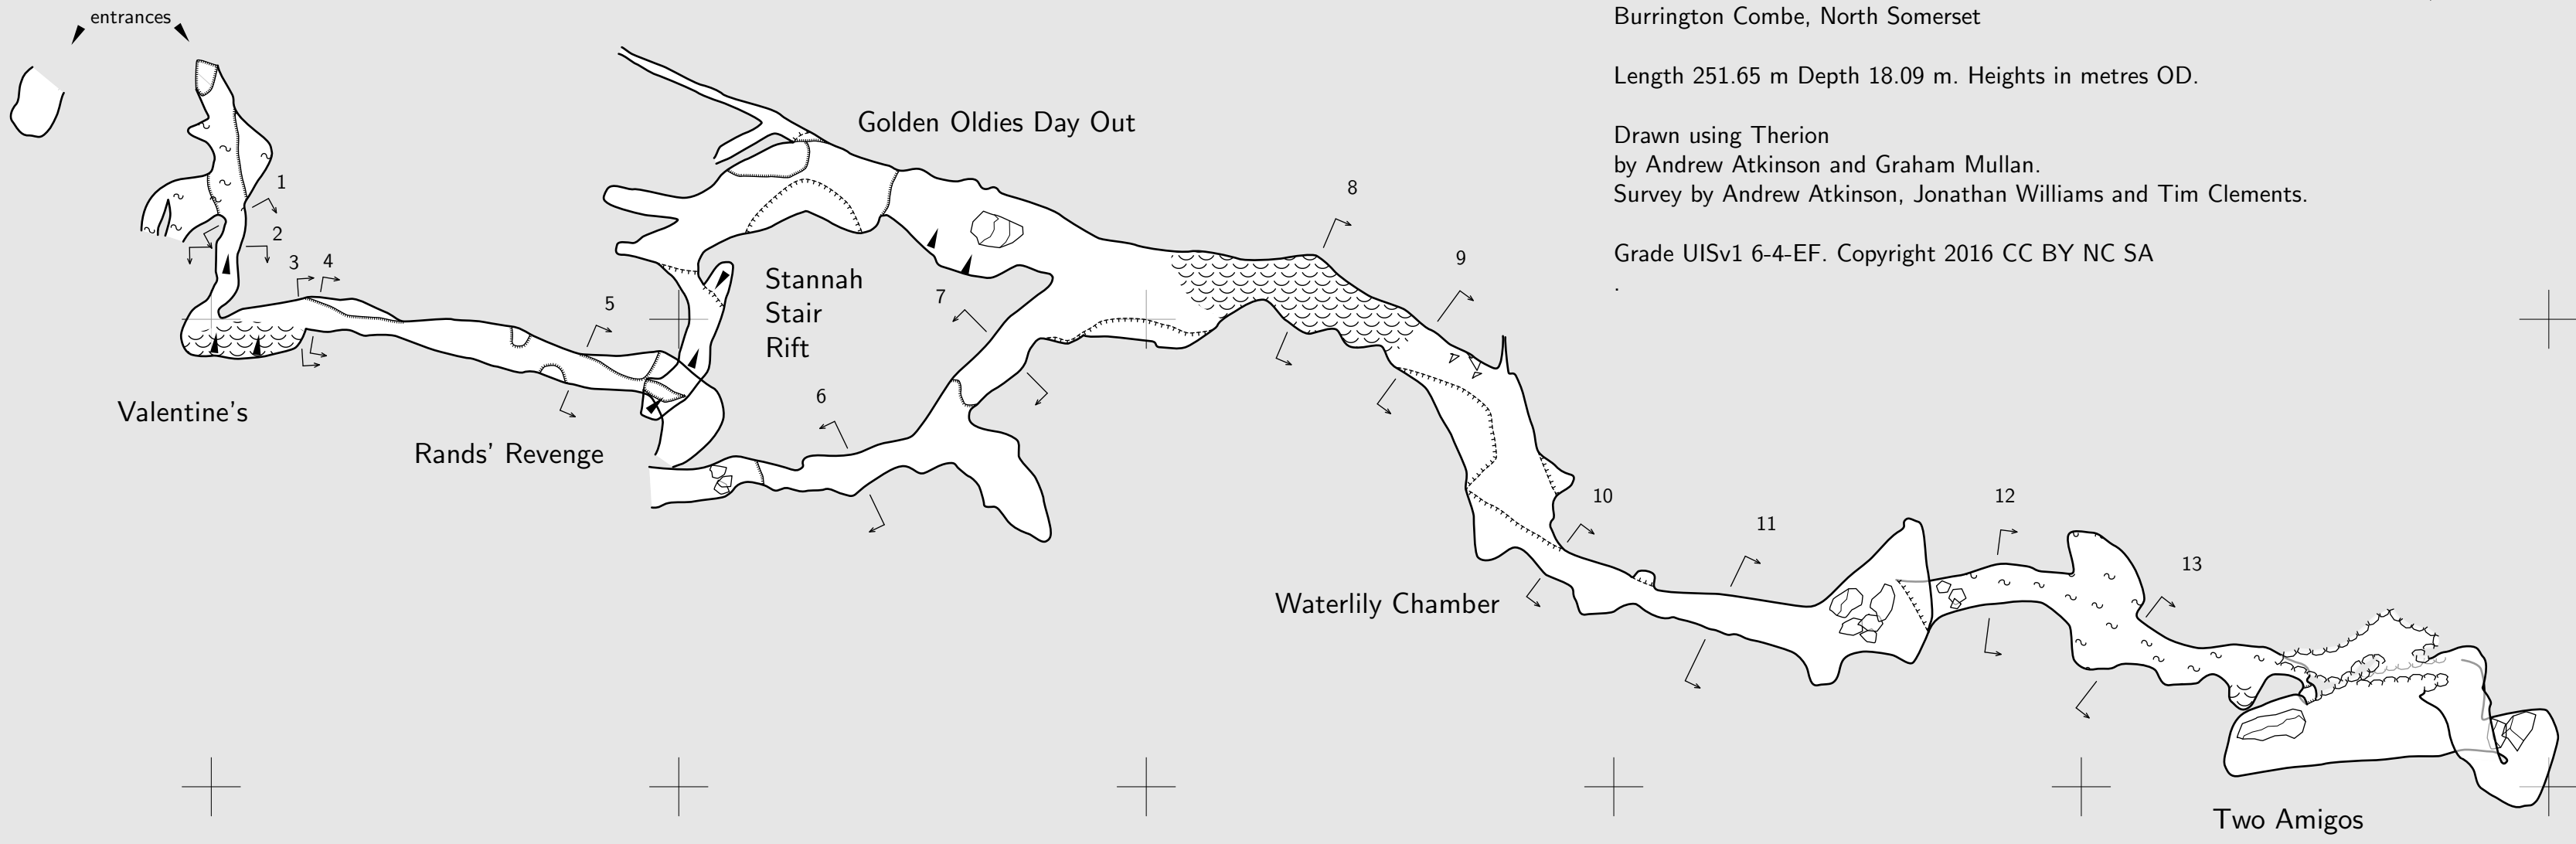 entrances
Burrington Combe, North Somerset
Length 251.65 m Depth 18.09 m. Heights in metres OD.
Drawn using Therion
by Andrew Atkinson and Graham Mullan.
Survey by Andrew Atkinson, Jonathan Williams and Tim Clements.
Grade UISv1 6-4-EF. Copyright 2016 CC BY NC SA
.
Golden Oldies Day Out
1
2
3
4
5
Stannah
Stair
Rift
7
8
9
6
Valentine's
Rands' Revenge
10
11
12
13
Waterlily Chamber
Two Amigos